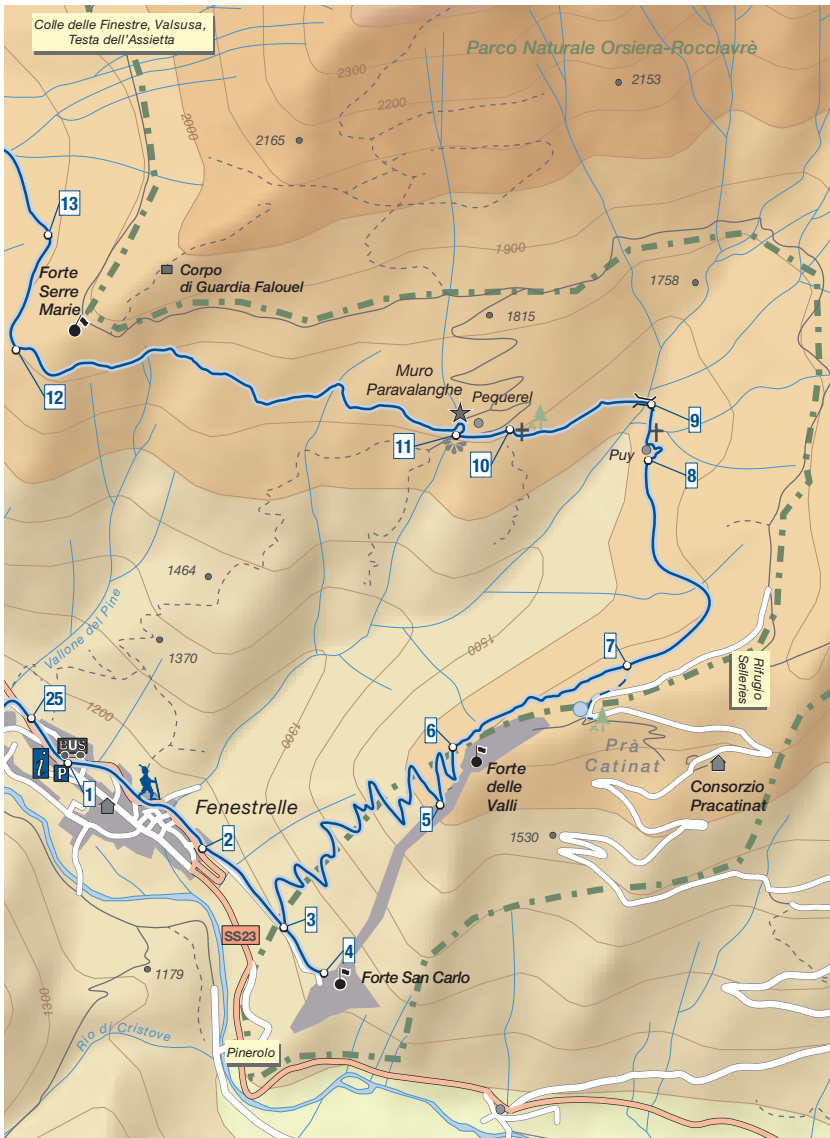 Colle delle Finestre, Valsusa,
Testa dell'Assietta
Parco Naturale Orsiera-Rocciavrè
2300
2153
2200
2000
2165
13
1900
Forte
Serre
Marie
Corpo
di Guardia Falouel
1758
1815
Muro
Paravalanghe
Pequerel
12
9
11
10
Puy
8
1464
Vallone del Pine
1370
1500
7
Rifugio
Selleries
25
1200
1300
6
BUS
i
P
1
Prà
Catinat
Forte
delle
Valli
Consorzio
Pracatinat
Fenestrelle
5
2
1530
3
SS23
4
1179
Forte San Carlo
1300
Rio di Cristove
Pinerolo